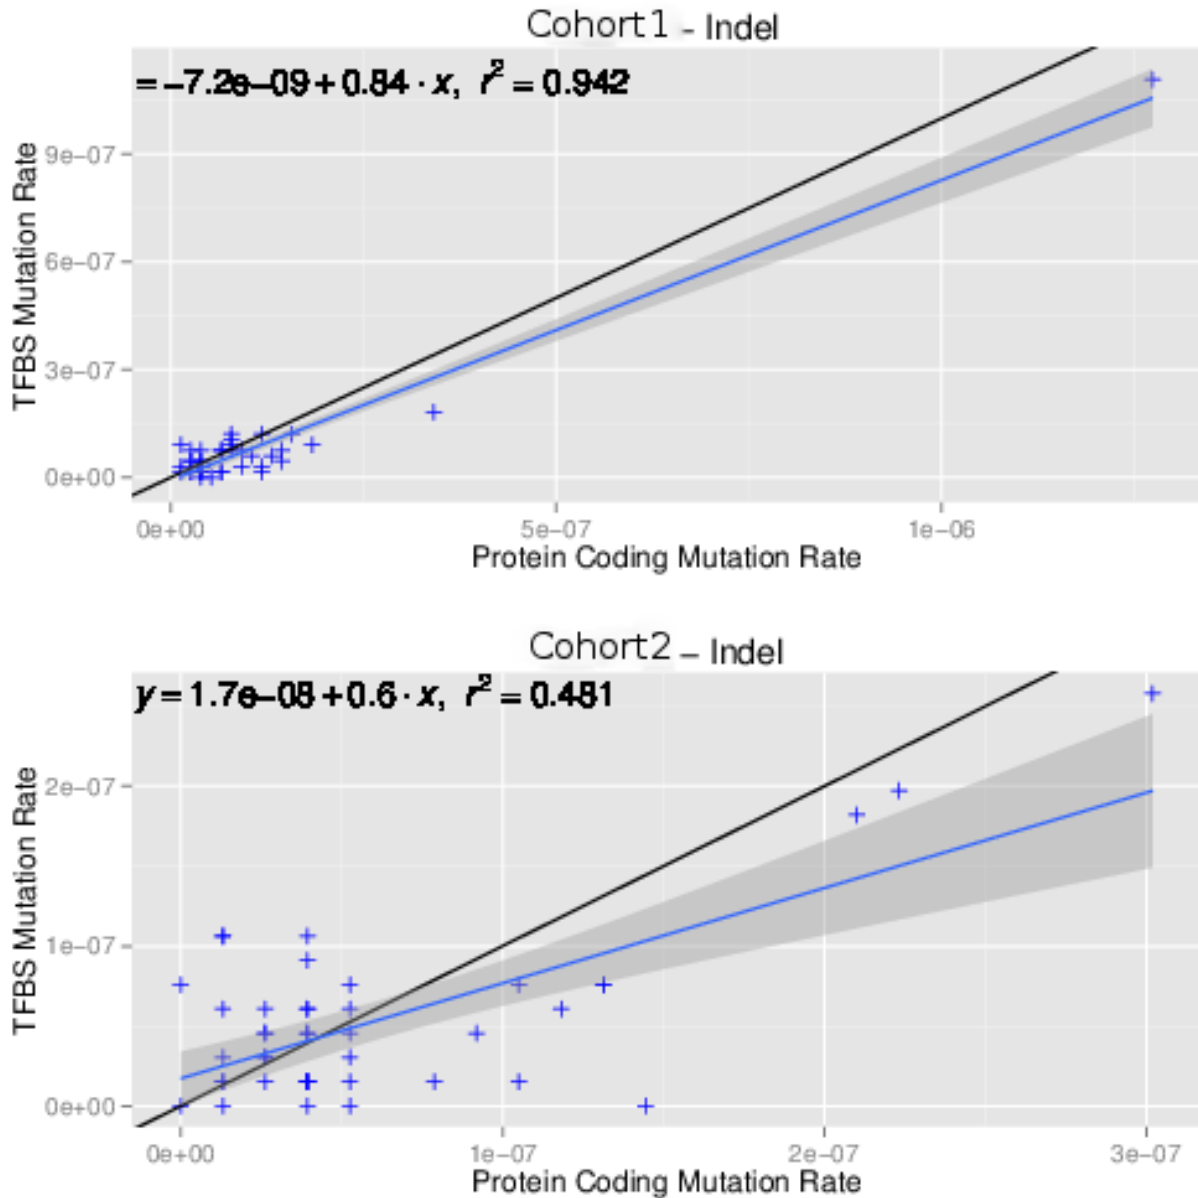 Cohort1 – Indel
= −7.2e−09 + 0.84 · x, r² = 0.942
TFBS Mutation Rate
9e−07
6e−07
3e−07
0e+00
0e+00 5e−07 1e−06
Protein Coding Mutation Rate
Cohort2 – Indel
y = 1.7e−08 + 0.6 · x, r² = 0.481
TFBS Mutation Rate
2e−07
1e−07
0e+00
0e+00 1e−07 2e−07 3e−07
Protein Coding Mutation Rate